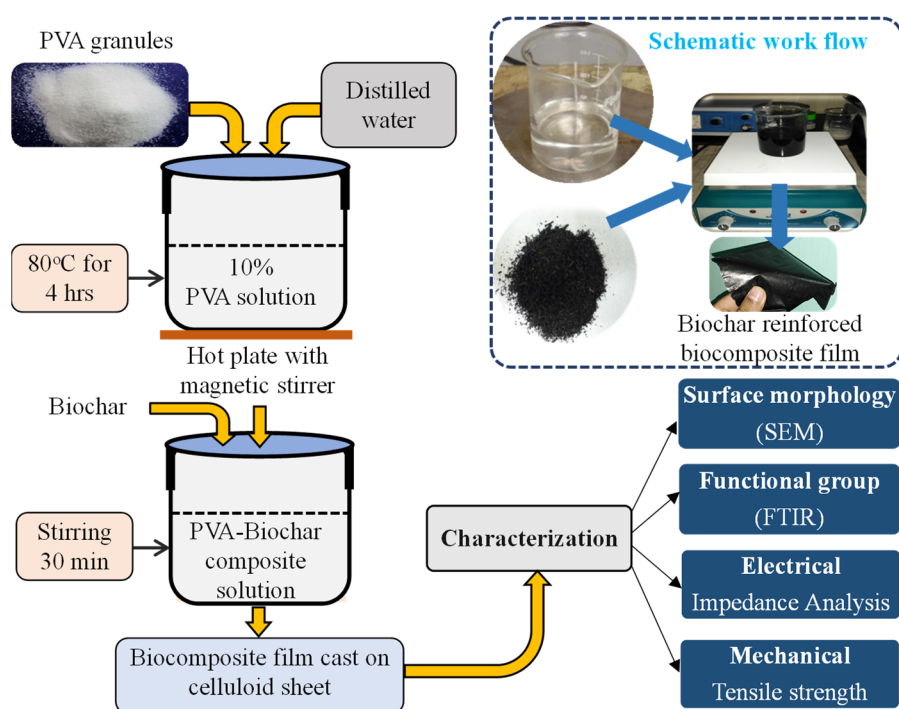 PVA granules
Distilled
water
80°C for
4 hrs
10%
PVA solution
Hot plate with
magnetic stirrer
Biochar
Stirring
30 min
PVA-Biochar
composite
solution
Biocomposite film cast on
celluloid sheet
Schematic work flow
Biochar reinforced
biocomposite film
Characterization
Surface morphology
(SEM)
Functional group
(FTIR)
Electrical
Impedance Analysis
Mechanical
Tensile strength